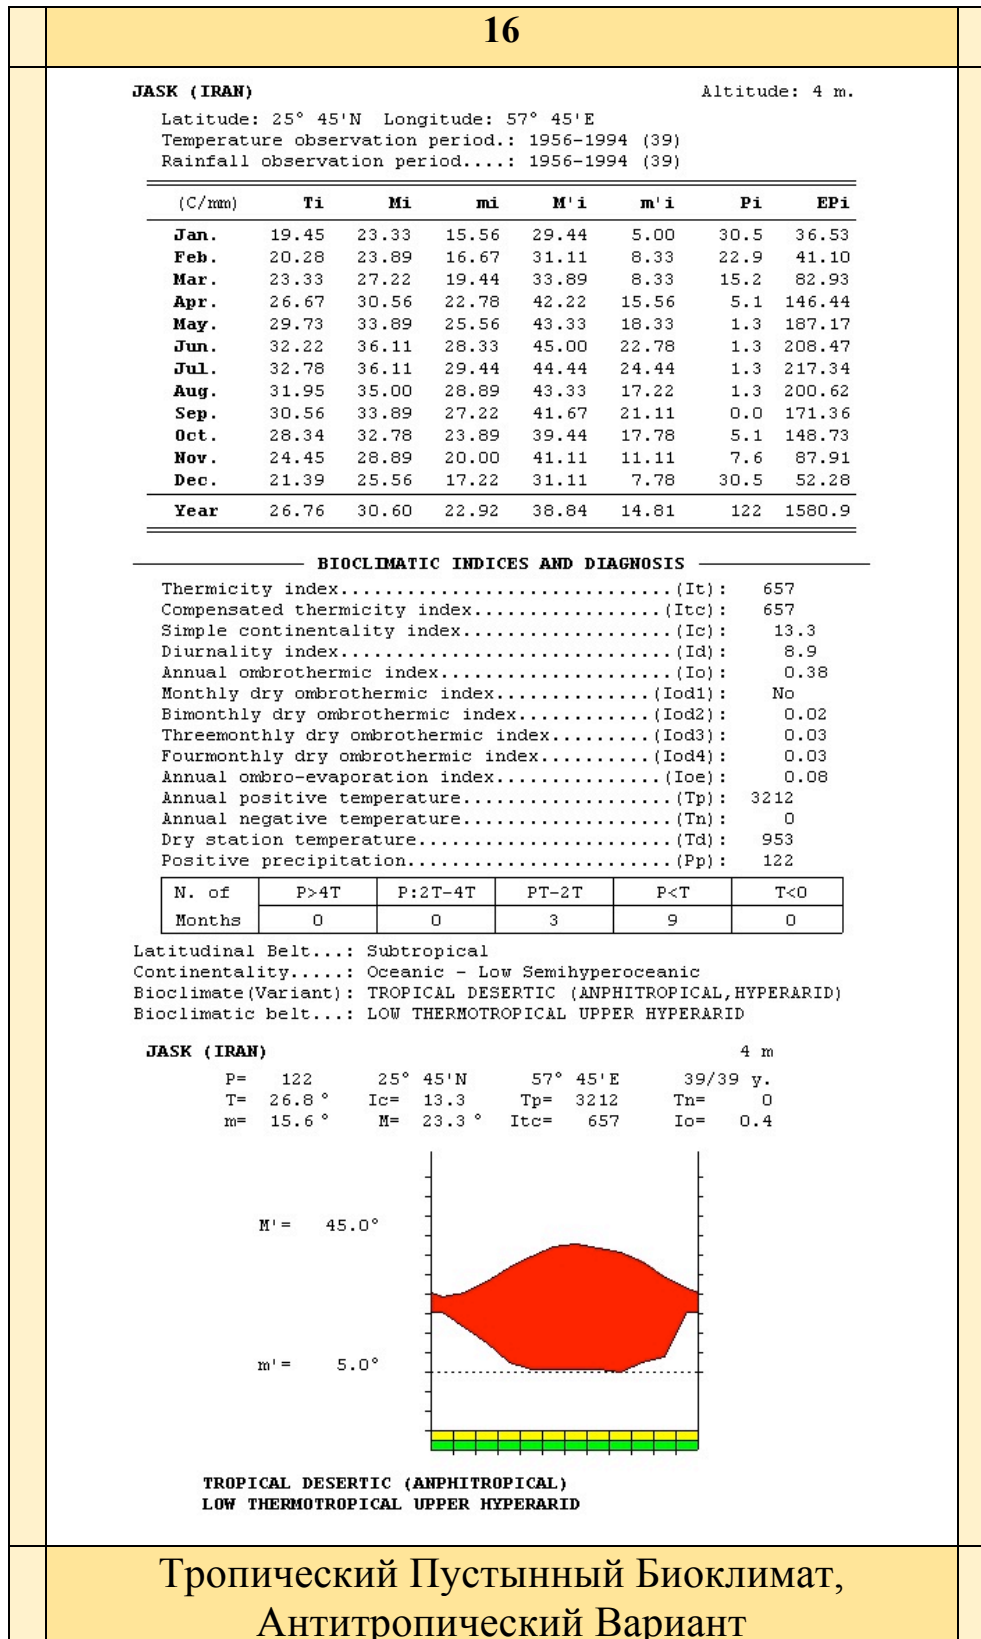 16
JASK (IRAN) Altitude: 4 m.
Latitude: 25° 45'N Longitude: 57° 45'E
Temperature observation period.: 1956-1994 (39)
Rainfall observation period....: 1956-1994 (39)
(C/mm) Ti Mi mi M'i m'i Pi EPi
Jan. 19.45 23.33 15.56 29.44 5.00 30.5 36.53
Feb. 20.28 23.89 16.67 31.11 8.33 22.9 41.10
Mar. 23.33 27.22 19.44 33.89 8.33 15.2 82.93
Apr. 26.67 30.56 22.78 42.22 15.56 5.1 146.44
May. 29.73 33.89 25.56 43.33 18.33 1.3 187.17
Jun. 32.22 36.11 28.33 45.00 22.78 1.3 208.47
Jul. 32.78 36.11 29.44 44.44 24.44 1.3 217.34
Aug. 31.95 35.00 28.89 43.33 17.22 1.3 200.62
Sep. 30.56 33.89 27.22 41.67 21.11 0.0 171.36
Oct. 28.34 32.78 23.89 39.44 17.78 5.1 148.73
Nov. 24.45 28.89 20.00 41.11 11.11 7.6 87.91
Dec. 21.39 25.56 17.22 31.11 7.78 30.5 52.28
Year 26.76 30.60 22.92 38.84 14.81 122 1580.9
BIOCLIMATIC INDICES AND DIAGNOSIS
Thermicity index.............................(It): 657
Compensated thermicity index.................(Itc): 657
Simple continentality index..................(Ic): 13.3
Diurnality index.............................(Id): 8.9
Annual ombrothermic index....................(Io): 0.38
Monthly dry ombrothermic index..............(Iod1): No
Bimonthly dry ombrothermic index............(Iod2): 0.02
Threemonthly dry ombrothermic index.........(Iod3): 0.03
Fourmonthly dry ombrothermic index..........(Iod4): 0.03
Annual ombro-evaporation index...............(Ioe): 0.08
Annual positive temperature..................(Tp): 3212
Annual negative temperature..................(Tn): 0
Dry station temperature......................(Td): 953
Positive precipitation.......................(Pp): 122
N. of P>4T P:2T-4T PT-2T P<T T<0
Months 0 0 3 9 0
Latitudinal Belt...: Subtropical
Continentality.....: Oceanic - Low Semihyperoceanic
Bioclimate(Variant): TROPICAL DESERTIC (ANPHITROPICAL,HYPERARID)
Bioclimatic belt...: LOW THERMOTROPICAL UPPER HYPERARID
JASK (IRAN) 4 m
P= 122 25° 45'N 57° 45'E 39/39 y.
T= 26.8° Ic= 13.3 Tp= 3212 Tn= 0
m= 15.6° M= 23.3° Itc= 657 Io= 0.4
M'= 45.0°
m'= 5.0°
TROPICAL DESERTIC (ANPHITROPICAL)
LOW THERMOTROPICAL UPPER HYPERARID
Тропический Пустынный Биоклимат,
Антитропический Вариант